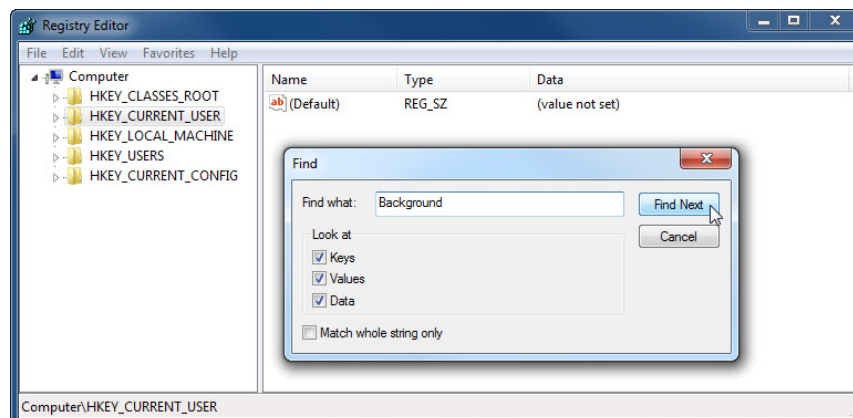 Registry Editor
File Edit View Favorites Help
Computer
HKEY_CLASSES_ROOT
HKEY_CURRENT_USER
HKEY_LOCAL_MACHINE
HKEY_USERS
HKEY_CURRENT_CONFIG
Name Type Data
ab (Default) REG_SZ (value not set)
Find
Find what: Background Find Next
Look at Cancel
Keys
Values
Data
Match whole string only
Computer\HKEY_CURRENT_USER